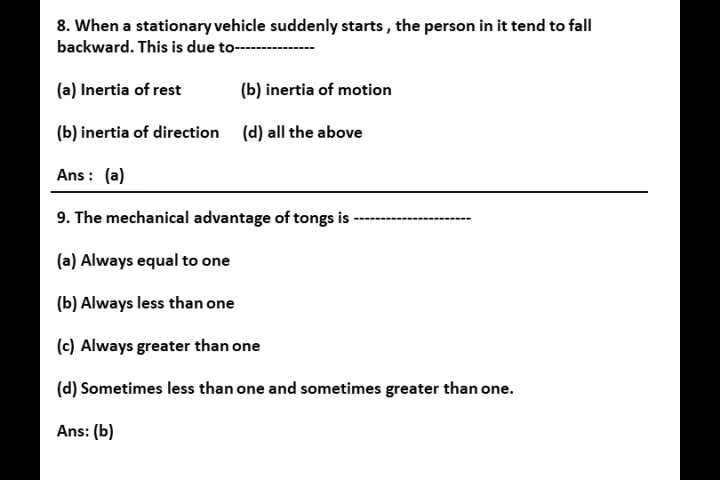 8. When a stationary vehicle suddenly starts , the person in it tend to fall
backward. This is due to---------------
(a) Inertia of rest (b) inertia of motion
(b) inertia of direction (d) all the above
Ans : (a)
9. The mechanical advantage of tongs is ----------------------
(a) Always equal to one
(b) Always less than one
(c) Always greater than one
(d) Sometimes less than one and sometimes greater than one.
Ans: (b)